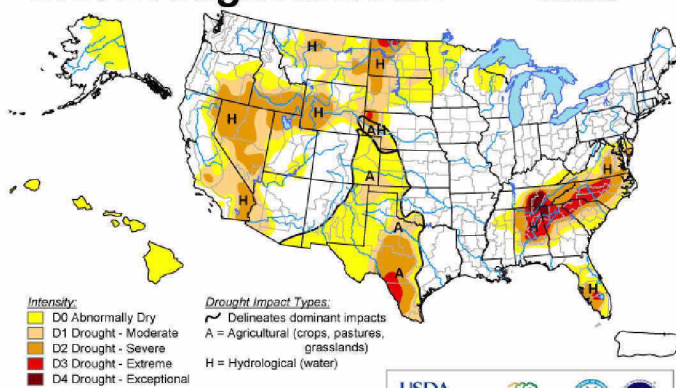 H
H
H
H
AH
A
H
H
A
A
H
H
Intensity:
D0 Abnormally Dry
D1 Drought - Moderate
D2 Drought - Severe
D3 Drought - Extreme
D4 Drought - Exceptional
Drought Impact Types:
Delineates dominant impacts
A = Agricultural (crops, pastures,
grasslands)
H = Hydrological (water)
USDA